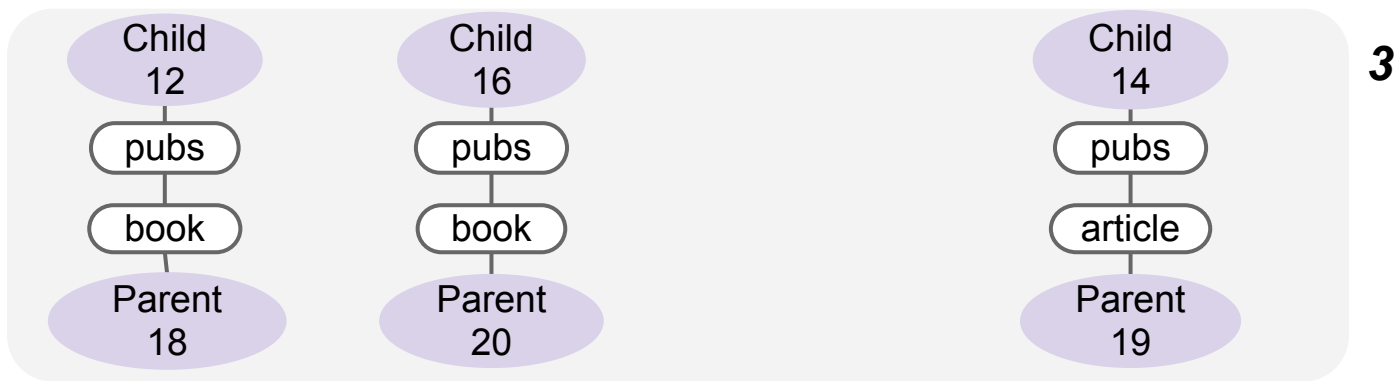 Child
12
pubs
book
Parent
18
Child
16
pubs
book
Parent
20
Child
14
pubs
article
Parent
19
3